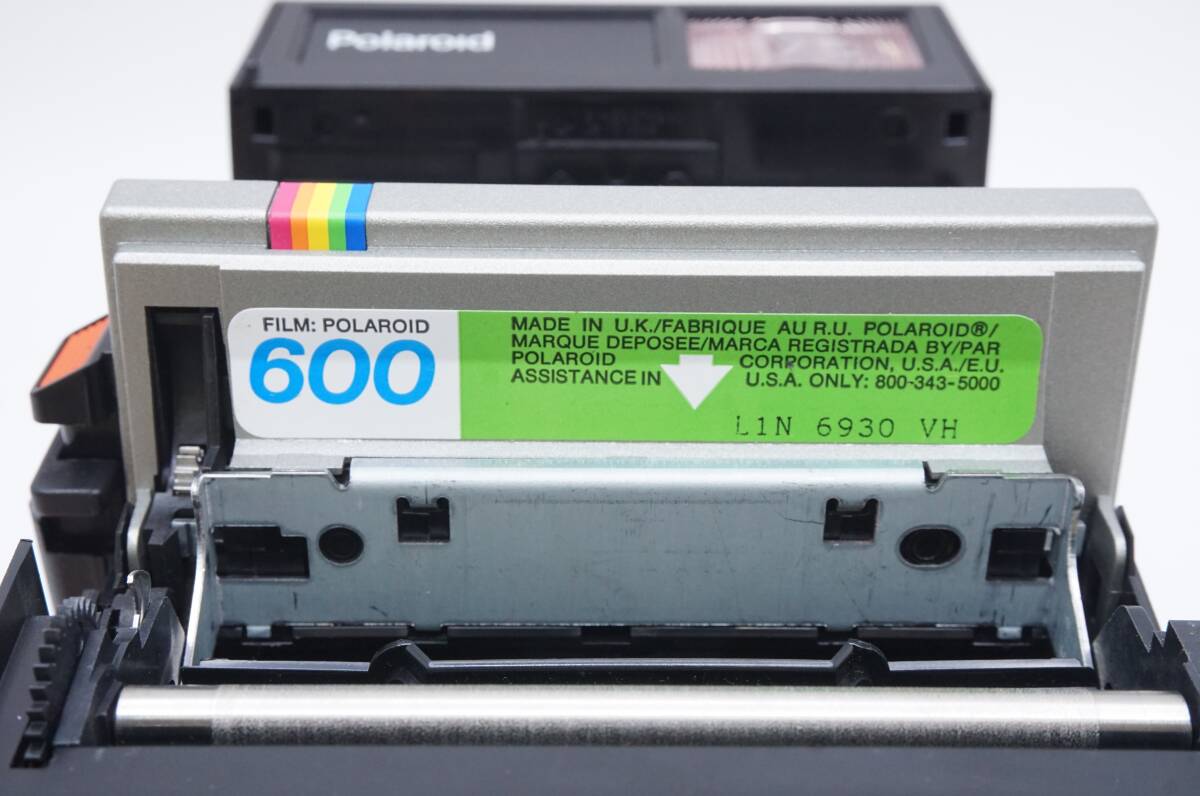 Polaroid
FILM: POLAROID
600
MADE IN U.K./FABRIQUE AU R.U. POLAROID®/
MARQUE DEPOSEE/MARCA REGISTRADA BY/PAR
POLAROID CORPORATION, U.S.A./E.U.
ASSISTANCE IN U.S.A. ONLY: 800-343-5000
L1N 6930 VH